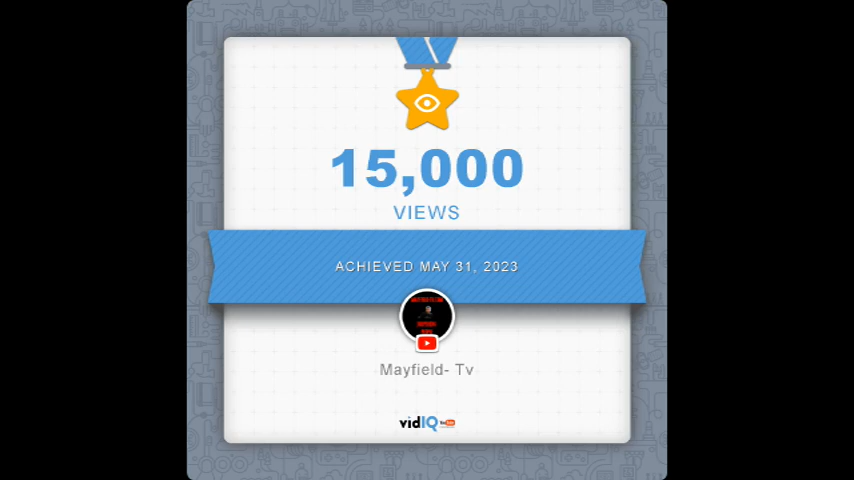 15,000
VIEWS
ACHIEVED MAY 31, 2023
Mayfield- Tv
vidIQ